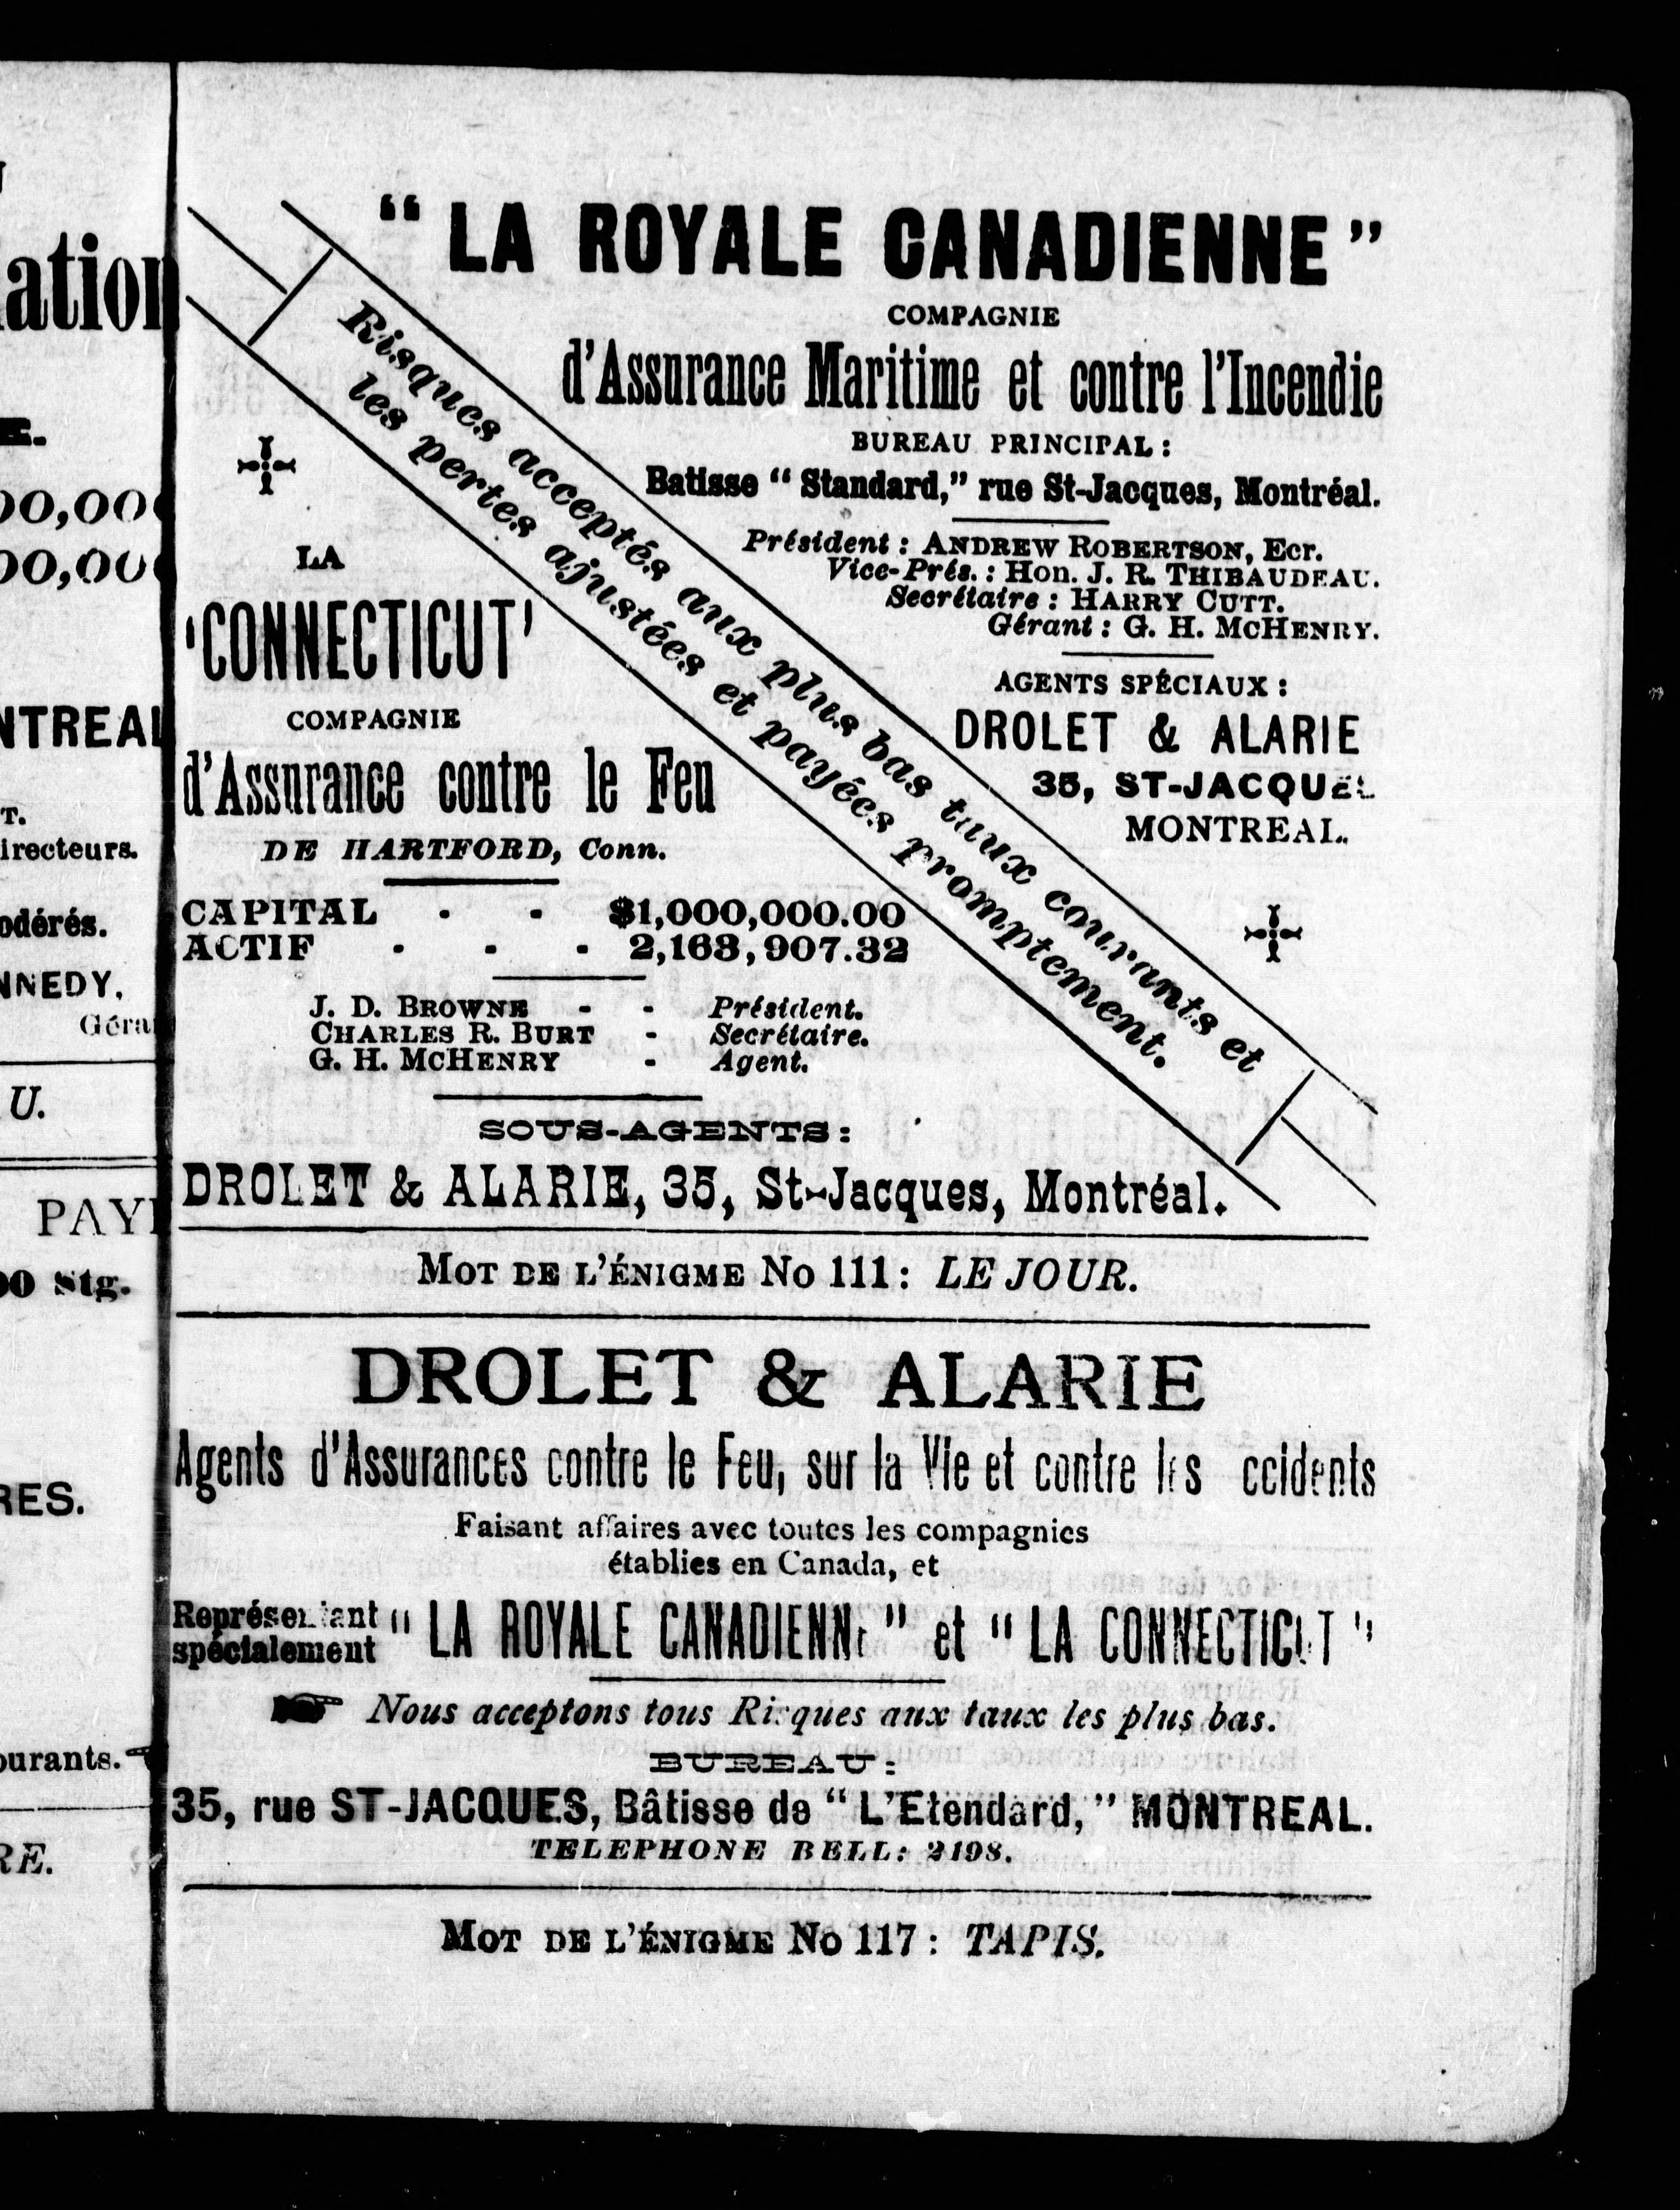 " LA ROYALE CANADIENNE "
COMPAGNIE
d'Assurance Maritime et contre l'Incendie
BUREAU PRINCIPAL :
Batisse " Standard," rue St-Jacques, Montréal.
Président : ANDREW ROBERTSON, Ecr.
Vice-Prés. : Hon. J. R. THIBAUDEAU.
Secrétaire : HARRY CUTT.
Gérant : G. H. MCHENRY.
AGENTS SPÉCIAUX :
DROLET & ALARIE
35, ST-JACQUES
MONTREAL.
Risques acceptés aux plus bas taux courants et
les pertes ajustées et payées promptement.
LA
'CONNECTICUT'
COMPAGNIE
d'Assurance contre le Feu
DE HARTFORD, Conn.
CAPITAL - - $1,000,000.00
ACTIF - - - 2,163,907.32
J. D. BROWNE - - Président.
CHARLES R. BURT - Secrétaire.
G. H. MCHENRY - Agent.
SOUS-AGENTS :
DROLET & ALARIE, 35, St-Jacques, Montréal.
MOT DE L'ÉNIGME NO 111 : LE JOUR.
DROLET & ALARIE
Agents d'Assurances contre le Feu, sur la Vie et contre les ccidents
Faisant affaires avec toutes les compagnies
établies en Canada, et
Représentant
spécialement " LA ROYALE CANADIENNE " et " LA CONNECTICUT "
Nous acceptons tous Risques aux taux les plus bas.
BUREAU :
35, rue ST-JACQUES, Bâtisse de " L'Etendard, " MONTREAL.
TELEPHONE BELL : 2198.
MOT DE L'ÉNIGME NO 117 : TAPIS.
ation
E.
00,000
00,000
NTREAL
T.
irecteurs.
odérés.
NNEDY,
Géra
U.
PAY
00 Stg.
RES.
ourants.
RE.